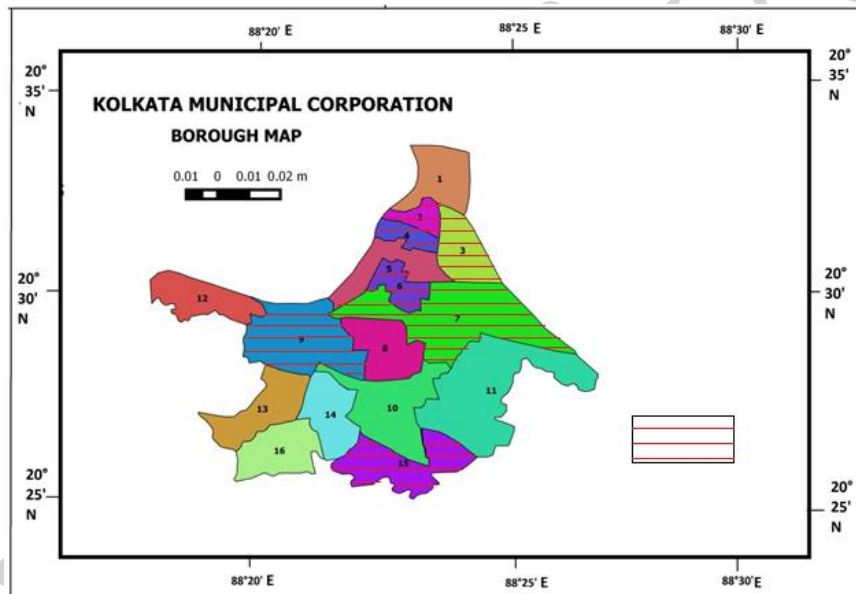 88°20' E 88°25' E 88°30' E
20° 35' N
20° 35' N
KOLKATA MUNICIPAL CORPORATION
BOROUGH MAP
0.01 0 0.01 0.02 m
1
2
4
3
5
6
20° 30' N
20° 30' N
12
7
9
8
11
13
14
10
16
15
20° 25' N
20° 25' N
88°20' E 88°25' E 88°30' E